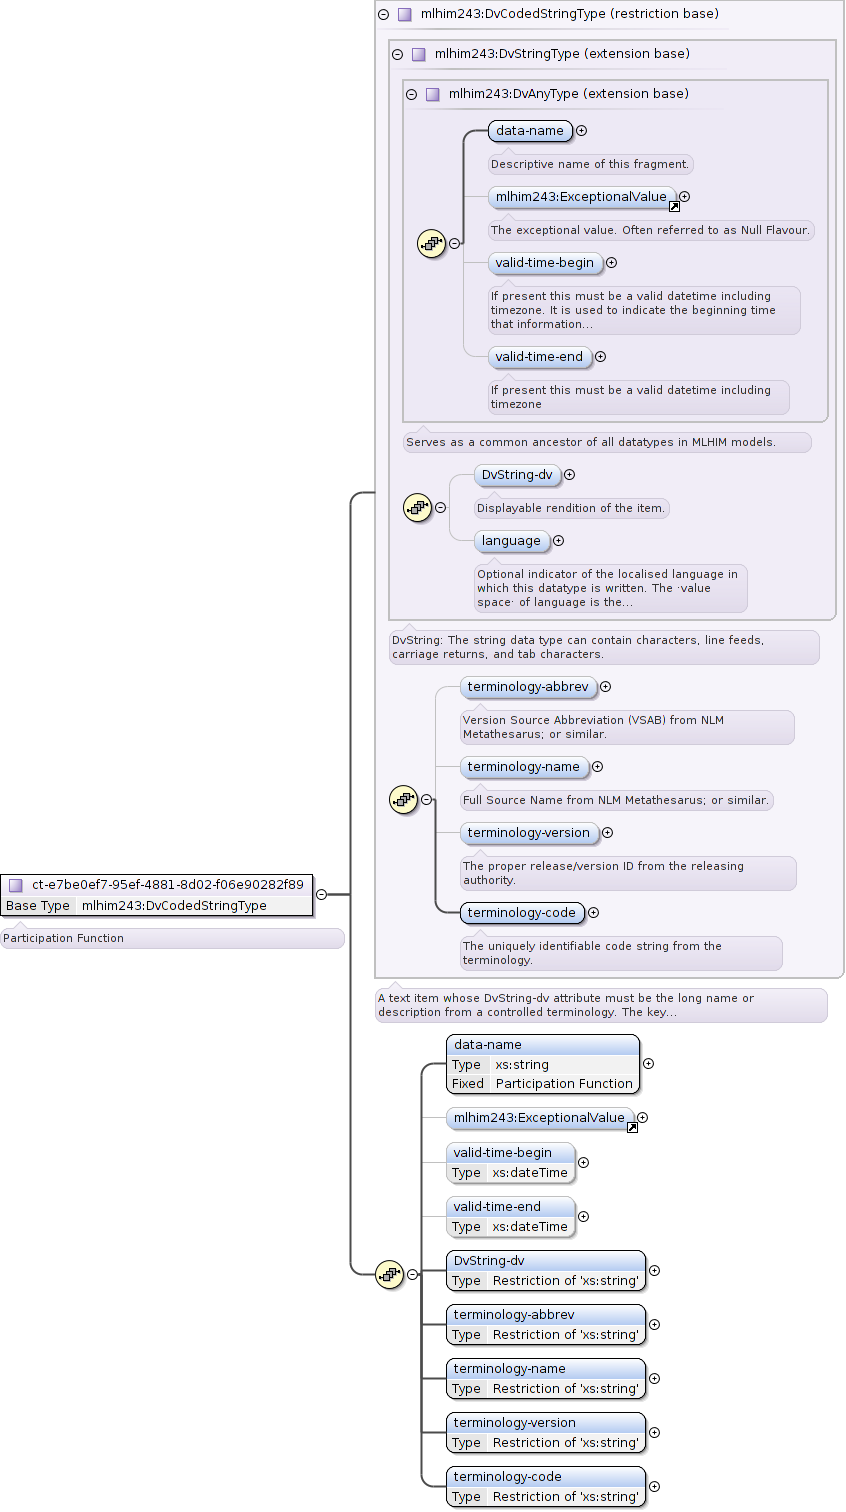 mlhim243:DvCodedStringType (restriction base)
mlhim243:DvStringType (extension base)
mlhim243:DvAnyType (extension base)
data-name
Descriptive name of this fragment.
mlhim243:ExceptionalValue
The exceptional value. Often referred to as Null Flavour.
valid-time-begin
If present this must be a valid datetime including
timezone. It is used to indicate the beginning time
that information...
valid-time-end
If present this must be a valid datetime including
timezone
Serves as a common ancestor of all datatypes in MLHIM models.
DvString-dv
Displayable rendition of the item.
language
Optional indicator of the localised language in
which this datatype is written. The ·value
space· of language is the...
DvString: The string data type can contain characters, line feeds,
carriage returns, and tab characters.
terminology-abbrev
Version Source Abbreviation (VSAB) from NLM
Metathesarus; or similar.
terminology-name
Full Source Name from NLM Metathesarus; or similar.
terminology-version
The proper release/version ID from the releasing
authority.
terminology-code
The uniquely identifiable code string from the
terminology.
ct-e7be0ef7-95ef-4881-8d02-f06e90282f89
Base Type mlhim243:DvCodedStringType
Participation Function
A text item whose DvString-dv attribute must be the long name or
description from a controlled terminology. The key...
data-name
Type xs:string
Fixed Participation Function
mlhim243:ExceptionalValue
valid-time-begin
Type xs:dateTime
valid-time-end
Type xs:dateTime
DvString-dv
Type Restriction of 'xs:string'
terminology-abbrev
Type Restriction of 'xs:string'
terminology-name
Type Restriction of 'xs:string'
terminology-version
Type Restriction of 'xs:string'
terminology-code
Type Restriction of 'xs:string'